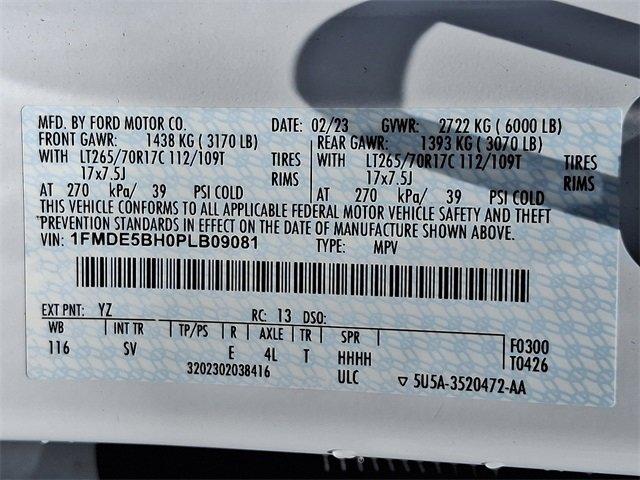 MFD. BY FORD MOTOR CO. DATE: 02/23 GVWR: 2722 KG ( 6000 LB)
FRONT GAWR: 1438 KG ( 3170 LB) REAR GAWR: 1393 KG ( 3070 LB)
WITH LT265/70R17C 112/109T TIRES WITH LT265/70R17C 112/109T TIRES
17x7.5J RIMS 17x7.5J RIMS
AT 270 kPa/ 39 PSI COLD AT 270 kPa/ 39 PSI COLD
THIS VEHICLE CONFORMS TO ALL APPLICABLE FEDERAL MOTOR VEHICLE SAFETY AND THEFT
PREVENTION STANDARDS IN EFFECT ON THE DATE OF MANUFACTURE SHOWN ABOVE.
VIN: 1FMDE5BH0PLB09081 TYPE: MPV
EXT PNT: YZ RC: 13 DSO:
WB INT TR TP/PS R AXLE TR SPR F0300
116 SV E 4L T HHHH T0426
3202302038416 ULC ▽ 5U5A-3520472-AA